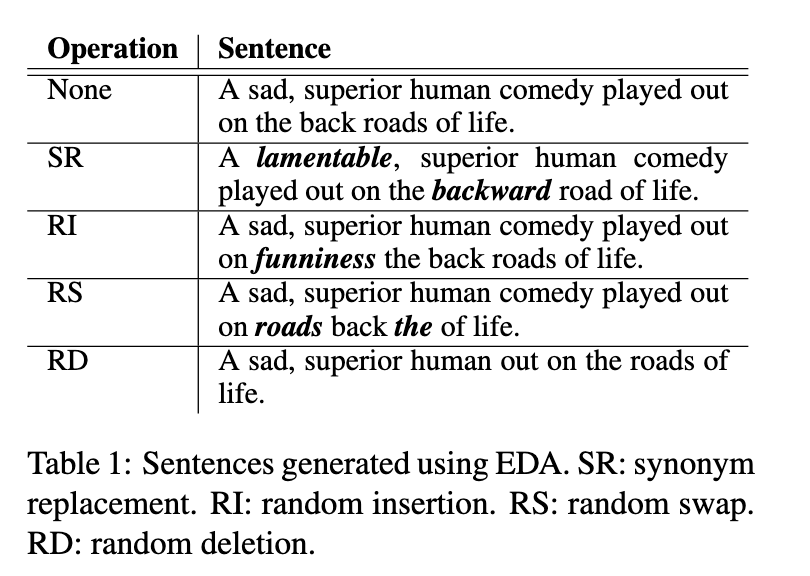 Operation Sentence
None A sad, superior human comedy played out
on the back roads of life.
SR A lamentable, superior human comedy
played out on the backward road of life.
RI A sad, superior human comedy played out
on funniness the back roads of life.
RS A sad, superior human comedy played out
on roads back the of life.
RD A sad, superior human out on the roads of
life.
Table 1: Sentences generated using EDA. SR: synonym
replacement. RI: random insertion. RS: random swap.
RD: random deletion.